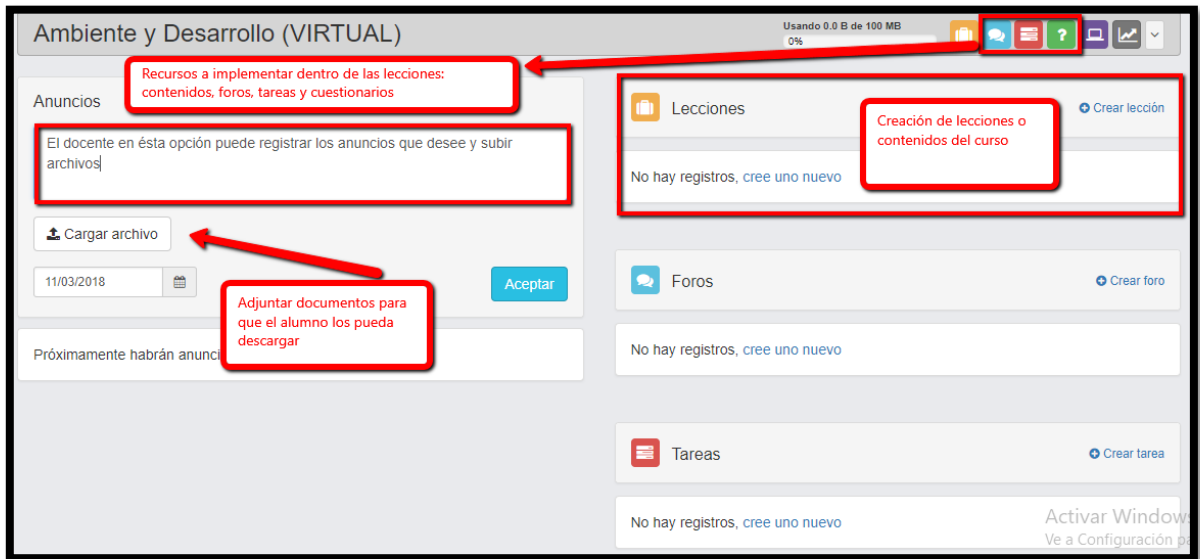 Ambiente y Desarrollo (VIRTUAL)
Usando 0.0 B de 100 MB
0%
?
Recursos a implementar dentro de las lecciones:
contenidos, foros, tareas y cuestionarios
Anuncios
El docente en ésta opción puede registrar los anuncios que desee y subir
archivos
Cargar archivo
11/03/2018
Aceptar
Adjuntar documentos para
que el alumno los pueda
descargar
Próximamente habrán
Lecciones
Crear lección
Creación de lecciones o
contenidos del curso
No hay registros, cree uno nuevo
Foros
Crear foro
No hay registros, cree uno nuevo
Tareas
Crear tarea
No hay registros, cree uno nuevo
Activar Windows
Ve a Configuración